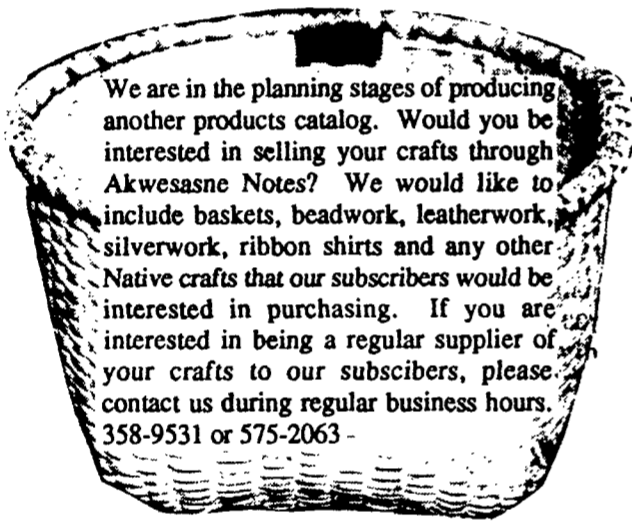 We are in the planning stages of producing
another products catalog. Would you be
interested in selling your crafts through
Akwesasne Notes? We would like to
include baskets, beadwork, leatherwork,
silverwork, ribbon shirts and any other
Native crafts that our subscribers would be
interested in purchasing. If you are
interested in being a regular supplier of
your crafts to our subscibers, please
contact us during regular business hours.
358-9531 or 575-2063 -